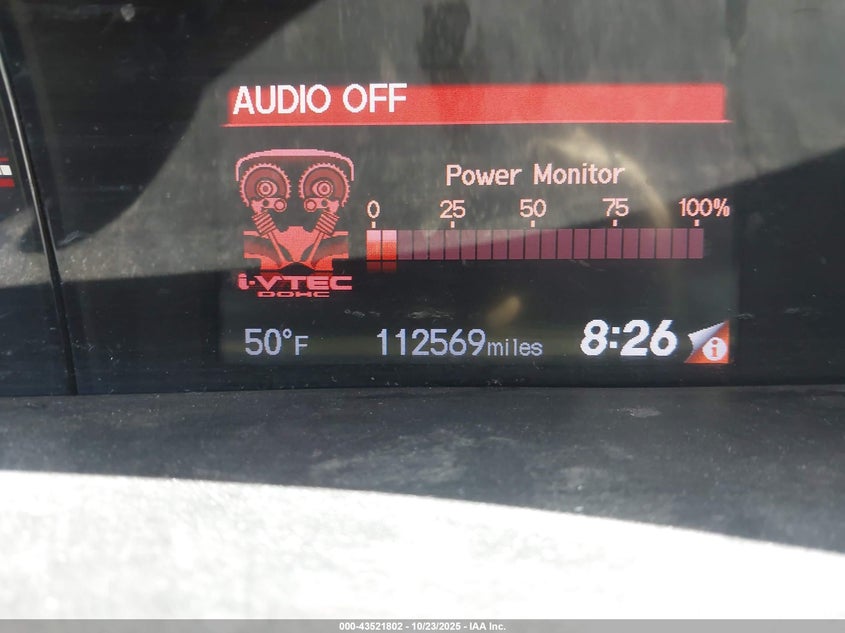 AUDIO OFF
Power Monitor
0 25 50 75 100%
i-VTEC
DOHC
50°F 112569miles 8:26 i
000-43521802 - 10/23/2025 - IAA Inc.